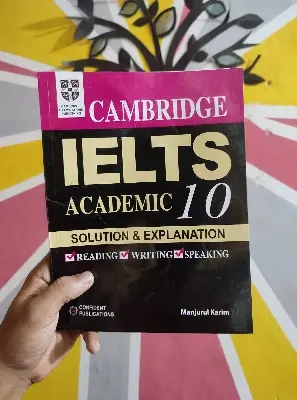 CAMBRIDGE
IELTS
ACADEMIC 10
SOLUTION & EXPLANATION
READING WRITING SPEAKING
CONFIDENT
PUBLICATIONS
Manjurul Karim